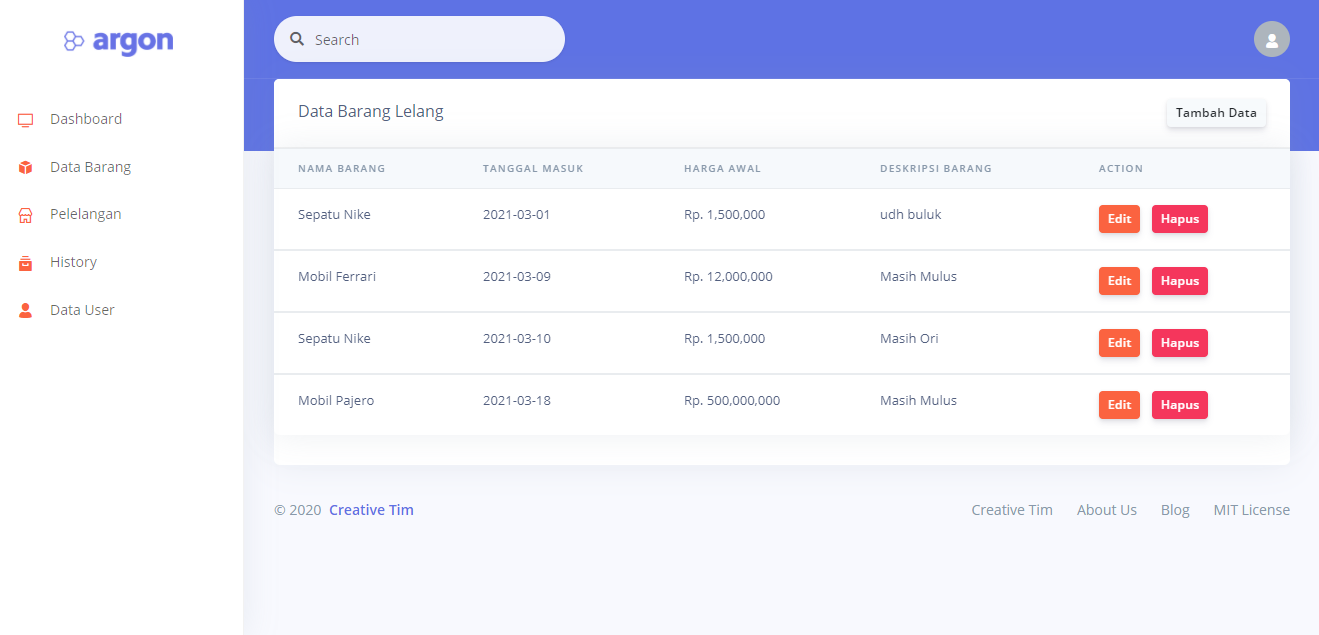 argon
Search
Dashboard
Data Barang
Pelelangan
History
Data User
Data Barang Lelang
Tambah Data
NAMA BARANG TANGGAL MASUK HARGA AWAL DESKRIPSI BARANG ACTION
Sepatu Nike 2021-03-01 Rp. 1,500,000 udh buluk Edit Hapus
Mobil Ferrari 2021-03-09 Rp. 12,000,000 Masih Mulus Edit Hapus
Sepatu Nike 2021-03-10 Rp. 1,500,000 Masih Ori Edit Hapus
Mobil Pajero 2021-03-18 Rp. 500,000,000 Masih Mulus Edit Hapus
© 2020 Creative Tim
Creative Tim About Us Blog MIT License